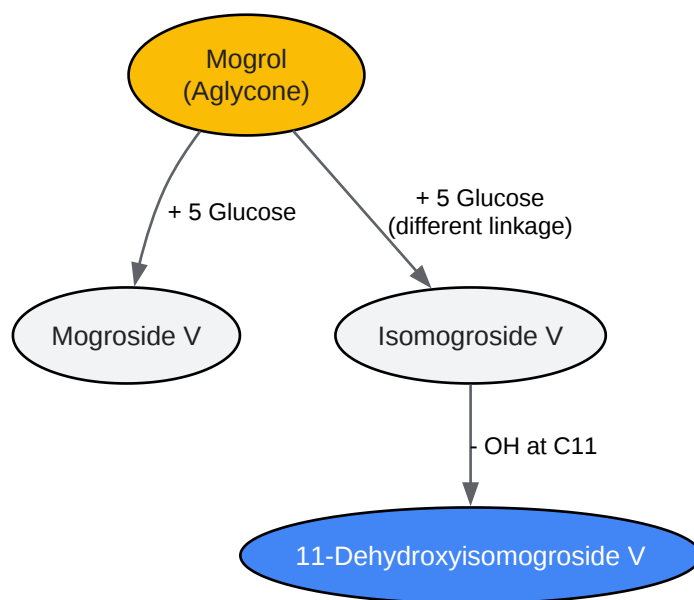 Mogrol
(Aglycone)
+ 5 Glucose
+ 5 Glucose
(different linkage)
Mogroside V
Isomogroside V
- OH at C11
11-Dehydroxyisomogroside V